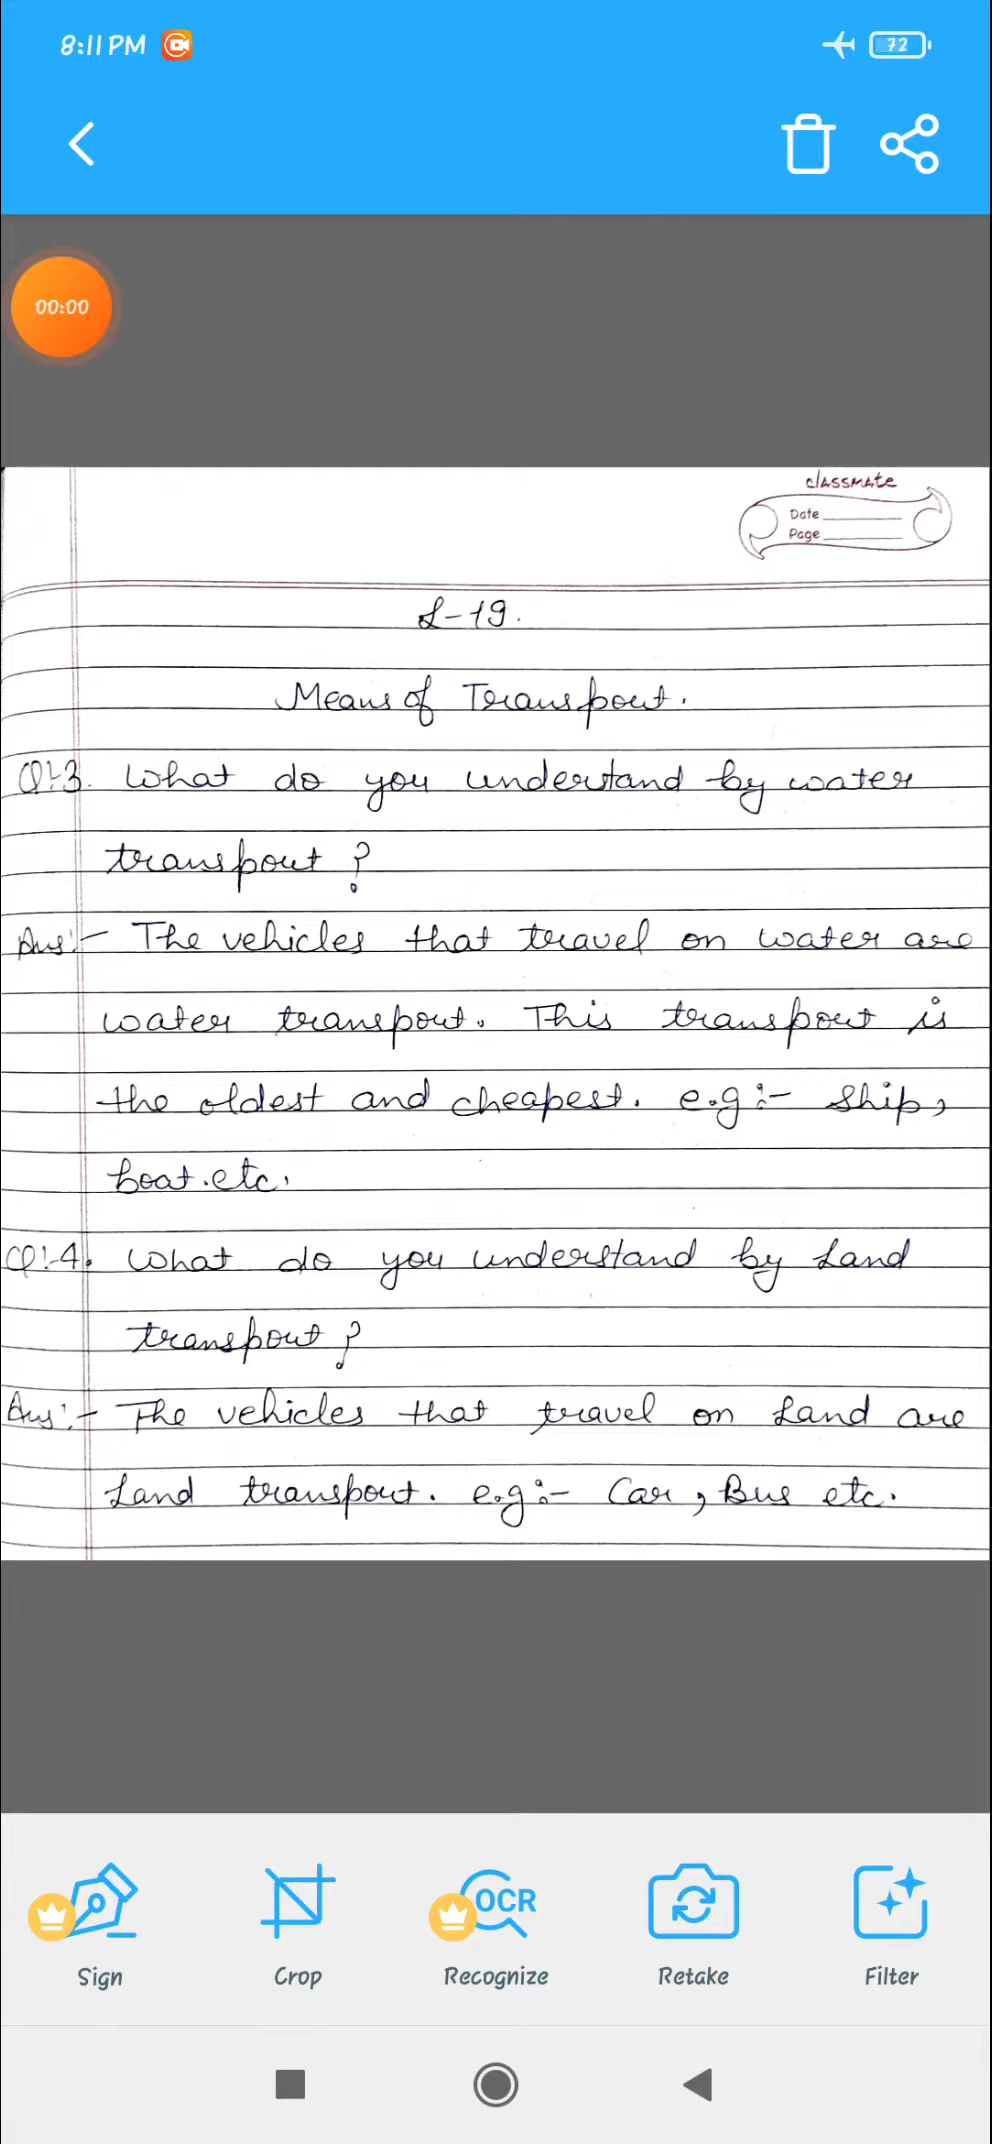 8:11 PM
72
00:00
classmate
Date
Page
L-19.
Means of Transport.
Q:-3. What do you understand by water
transport?
Ans:- The vehicles that travel on water are
water transport. This transport is
the oldest and cheapest. e.g:- Ship,
boat.etc.
Q:-4. What do you understand by Land
transport?
Ans:- The vehicles that travel on Land are
Land transport. e.g:- Car, Bus etc.
OCR
Sign
Crop
Recognize
Retake
Filter